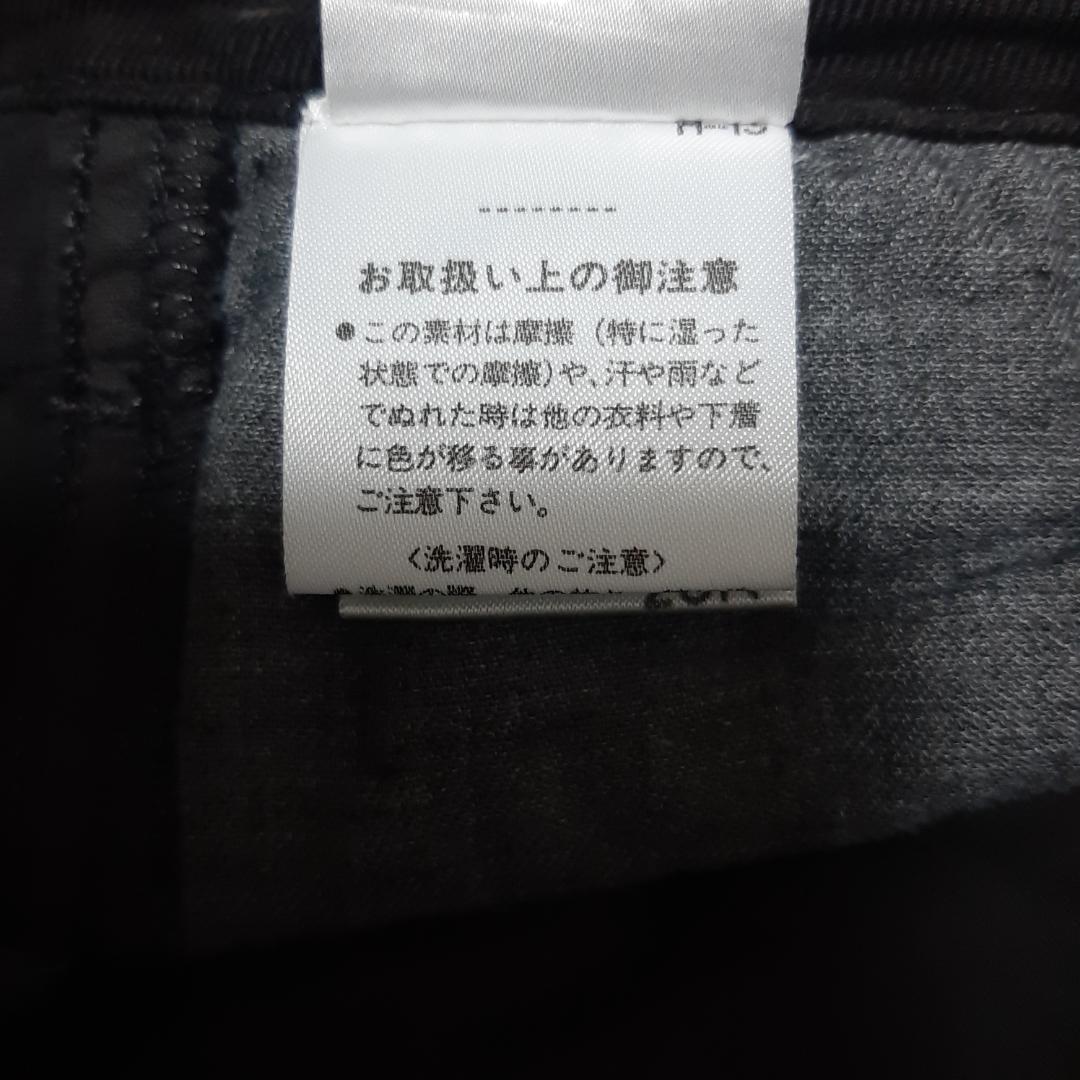 --------
お取扱い上の御注意
●この素材は摩擦（特に湿った
状態での摩擦）や、汗や雨など
でぬれた時は他の衣料や下着
に色が移る事がありますので、
ご注意下さい。
〈洗濯時のご注意〉